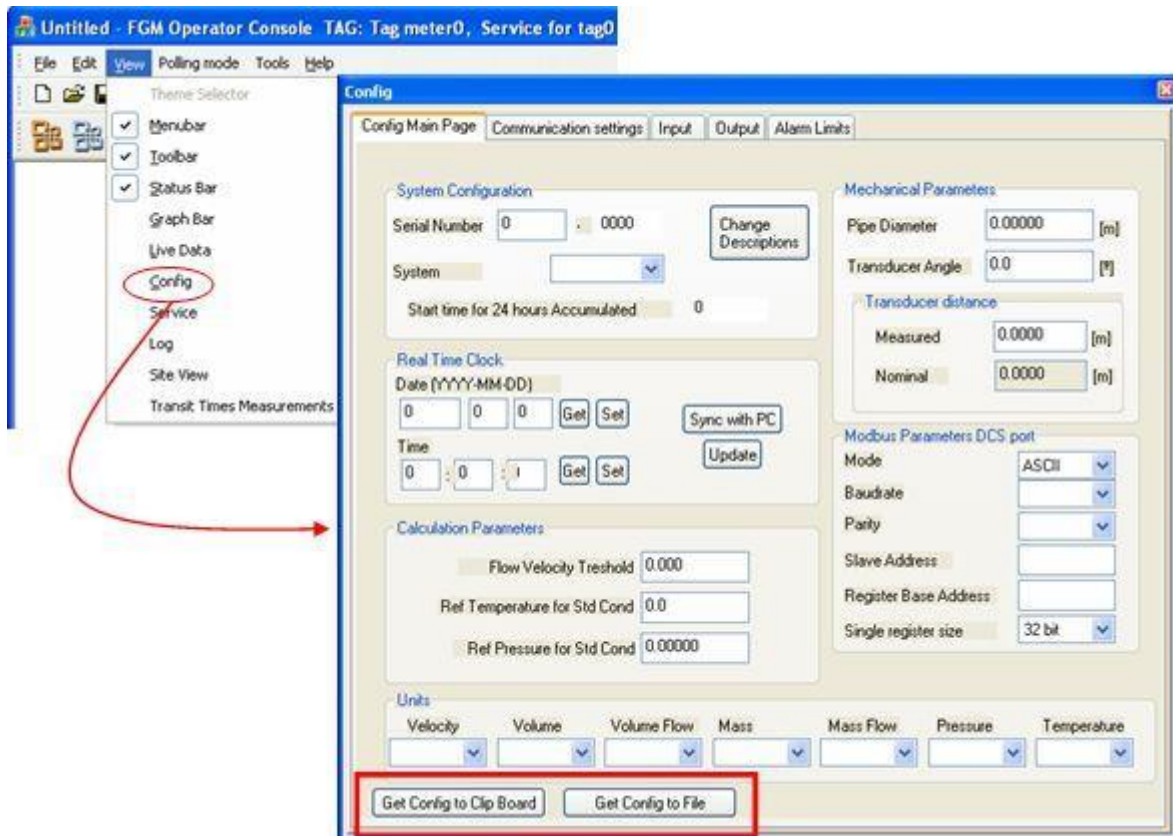 Untitled - FGM Operator Console TAG: Tag meter0, Service for tag0
File Edit View Polling mode Tools Help
Theme Selector
Menubar
Toolbar
Status Bar
Graph Bar
Live Data
Config
Service
Log
Site View
Transit Times Measurements
Config
Config Main Page Communication settings Input Output Alarm Limits
System Configuration
Serial Number 0 . 0000 Change
Descriptions
System
Start time for 24 hours Accumulated 0
Real Time Clock
Date (YYYY-MM-DD)
0 0 0 Get Set Sync with PC
Time Update
0 : 0 : Get Set
Calculation Parameters
Flow Velocity Treshold 0.000
Ref Temperature for Std Cond 0.0
Ref Pressure for Std Cond 0.00000
Mechanical Parameters
Pipe Diameter 0.00000 [m]
Transducer Angle 0.0 [°]
Transducer distance
Measured 0.0000 [m]
Nominal 0.0000 [m]
Modbus Parameters DCS port
Mode ASCII
Baudrate
Parity
Slave Address
Register Base Address
Single register size 32 bit
Units
Velocity Volume Volume Flow Mass Mass Flow Pressure Temperature
Get Config to Clip Board Get Config to File